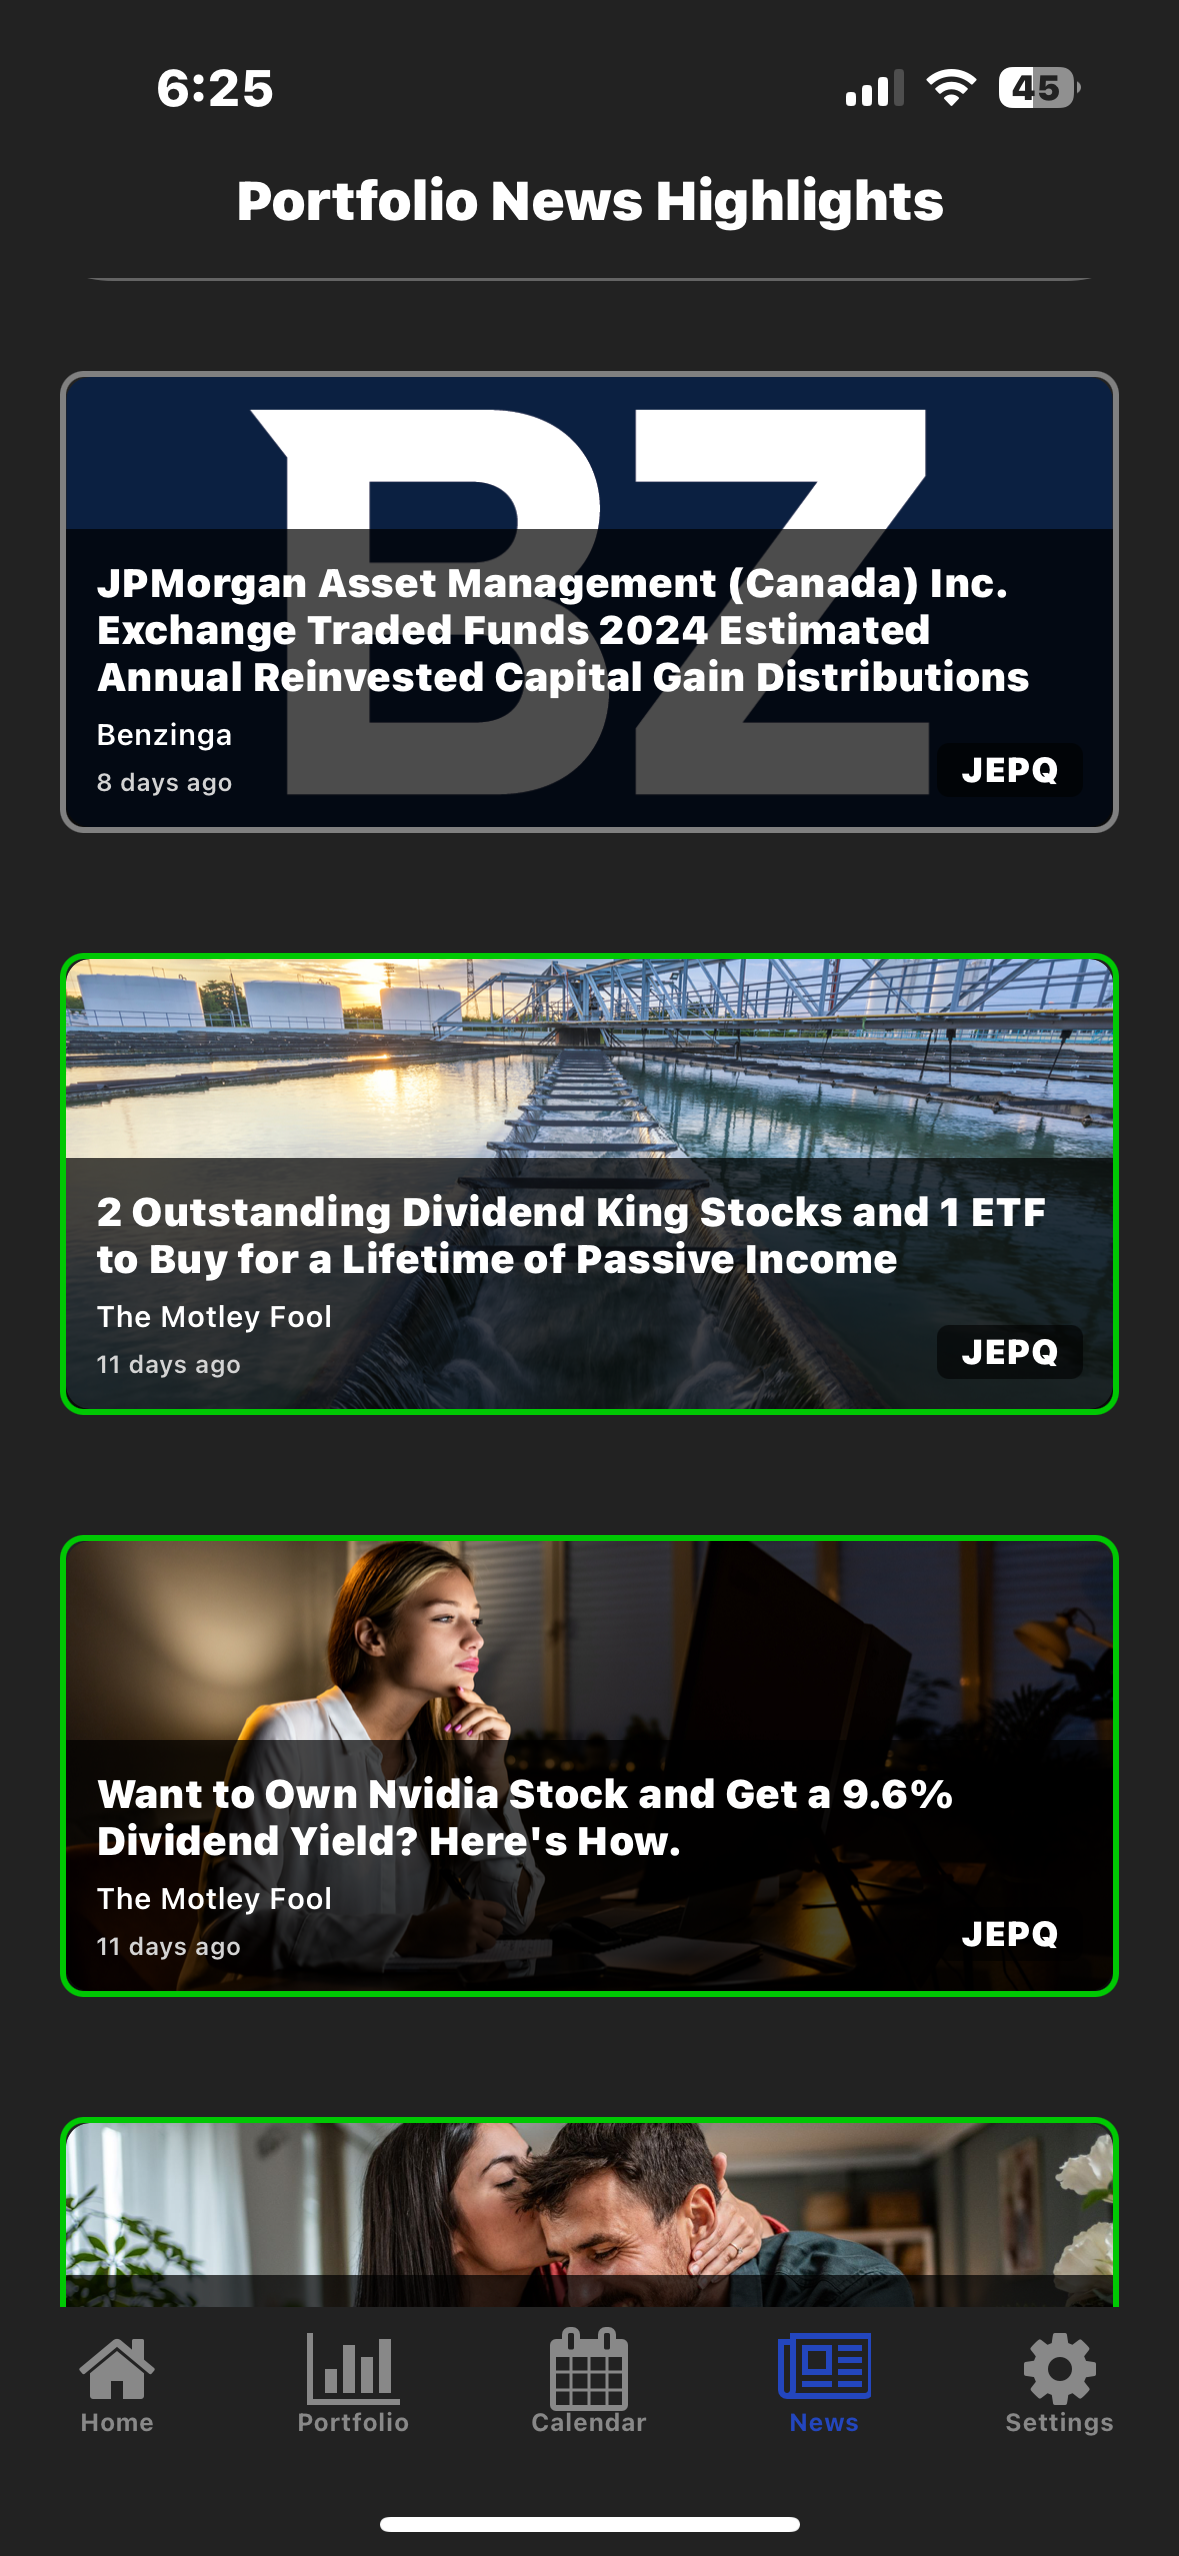 6:25
45
Portfolio News Highlights
BZ
JPMorgan Asset Management (Canada) Inc.
Exchange Traded Funds 2024 Estimated
Annual Reinvested Capital Gain Distributions
Benzinga
8 days ago
JEPQ
2 Outstanding Dividend King Stocks and 1 ETF
to Buy for a Lifetime of Passive Income
The Motley Fool
11 days ago
JEPQ
Want to Own Nvidia Stock and Get a 9.6%
Dividend Yield? Here's How.
The Motley Fool
11 days ago
JEPQ
Home
Portfolio
Calendar
News
Settings